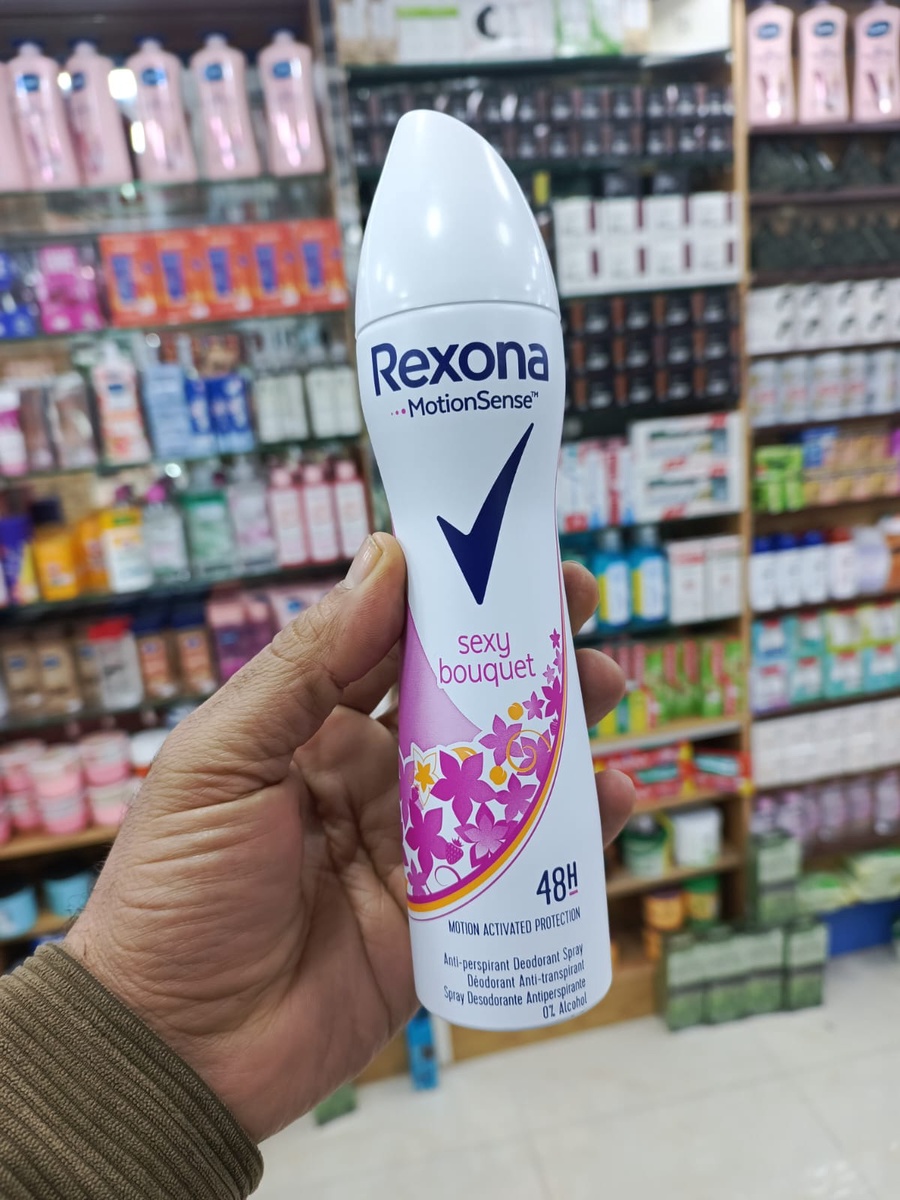 Rexona
MotionSense™
sexy
bouquet
48H
MOTION ACTIVATED PROTECTION
Anti-perspirant Deodorant Spray
Déodorant Anti-transpirant
Spray Desodorante Antiperspirante
0% Alcohol